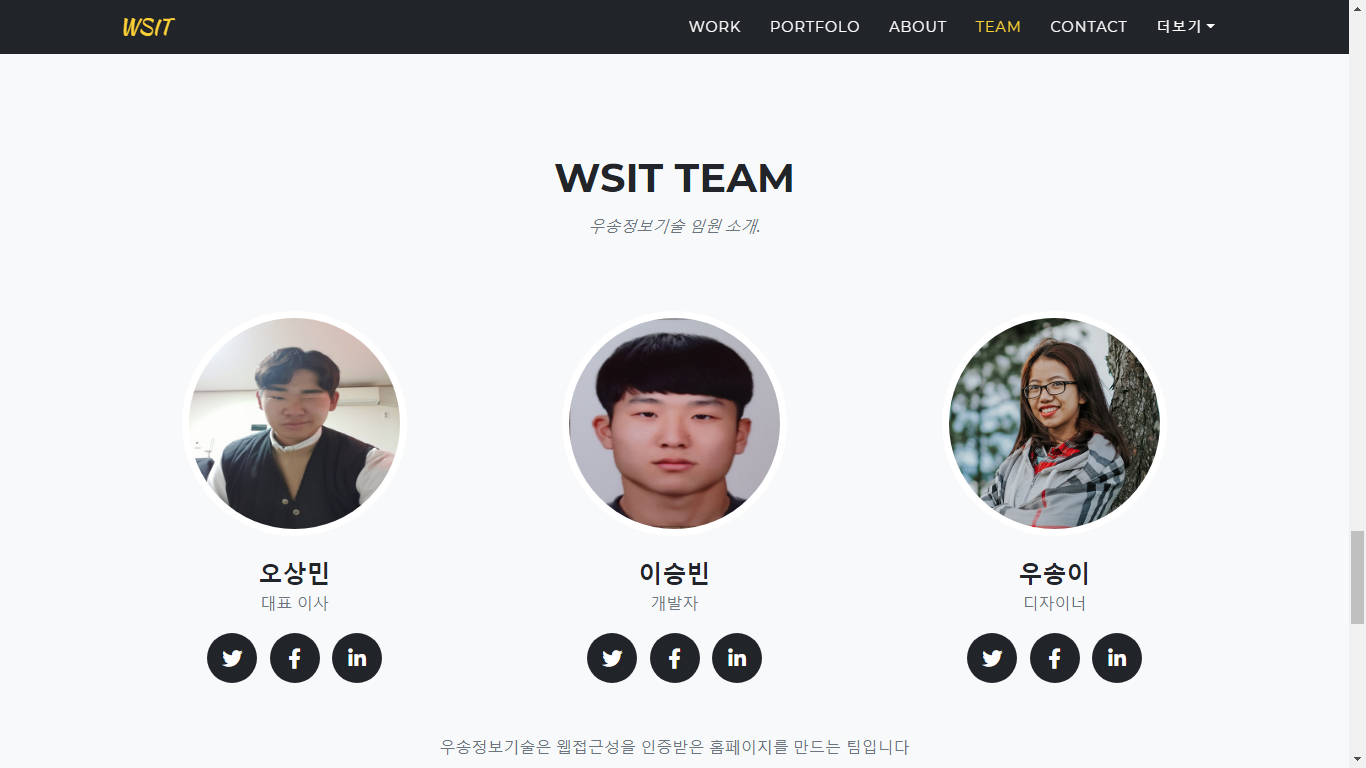 WSIT
WORK PORTFOLO ABOUT TEAM CONTACT 더보기
WSIT TEAM
우송정보기술 임원 소개.
오상민 이승빈 우송이
대표 이사 개발자 디자이너
우송정보기술은 웹접근성을 인증받은 홈페이지를 만드는 팀입니다